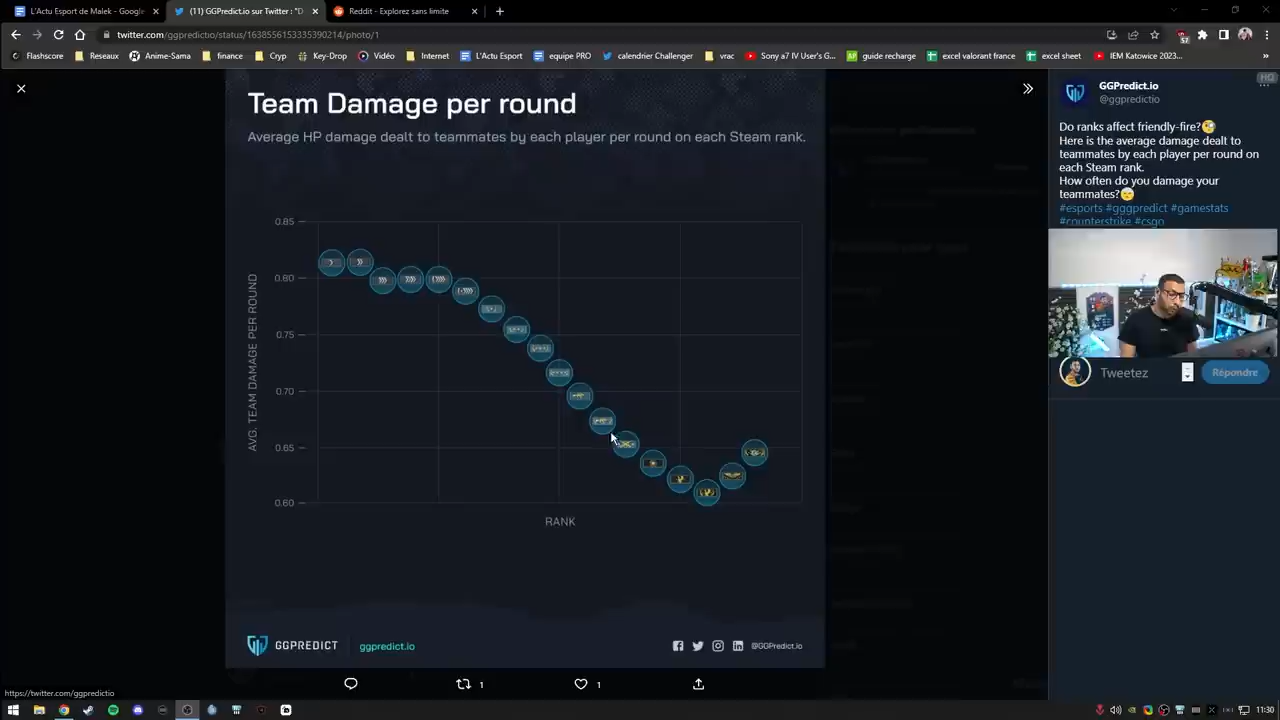 L'Actu Esport de Malek - Google
(11) GGPredict.io sur Twitter : "D
Reddit - Explorez sans limite
twitter.com/ggpredictio/status/1638556153335390214/photo/1
Flashscore
Reseaux
Anime-Sama
finance
Cryp
Key-Drop
Vidéo
Internet
L'Actu Esport
equipe PRO
calendrier Challenger
vrac
Sony a7 IV User's G...
guide recharge
excel valorant france
excel sheet
IEM Katowice 2023...
Team Damage per round
Average HP damage dealt to teammates by each player per round on each Steam rank.
AVG. TEAM DAMAGE PER ROUND
0.85
0.80
0.75
0.70
0.65
0.60
RANK
GGPREDICT
ggpredict.io
@GGPredict.io
1
1
HQ
GGPredict.io
@ggpredictio
Do ranks affect friendly-fire?
Here is the average damage dealt to
teammates by each player per round on
each Steam rank.
How often do you damage your
teammates?
#esports #gggpredict #gamestats
#counterstrike #csgo
Tweetez
Répondre
https://twitter.com/ggpredictio
11:30